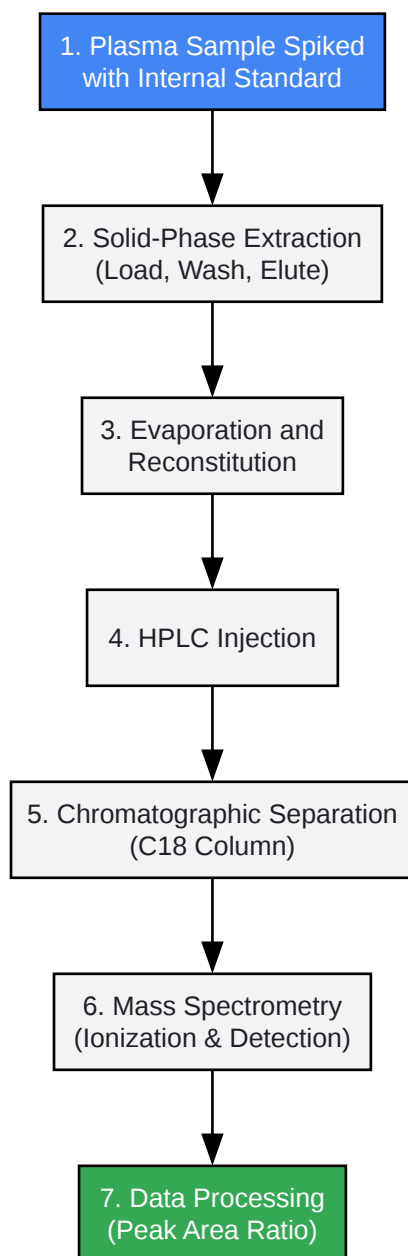 1. Plasma Sample Spiked
with Internal Standard
2. Solid-Phase Extraction
(Load, Wash, Elute)
3. Evaporation and
Reconstitution
4. HPLC Injection
5. Chromatographic Separation
(C18 Column)
6. Mass Spectrometry
(Ionization & Detection)
7. Data Processing
(Peak Area Ratio)